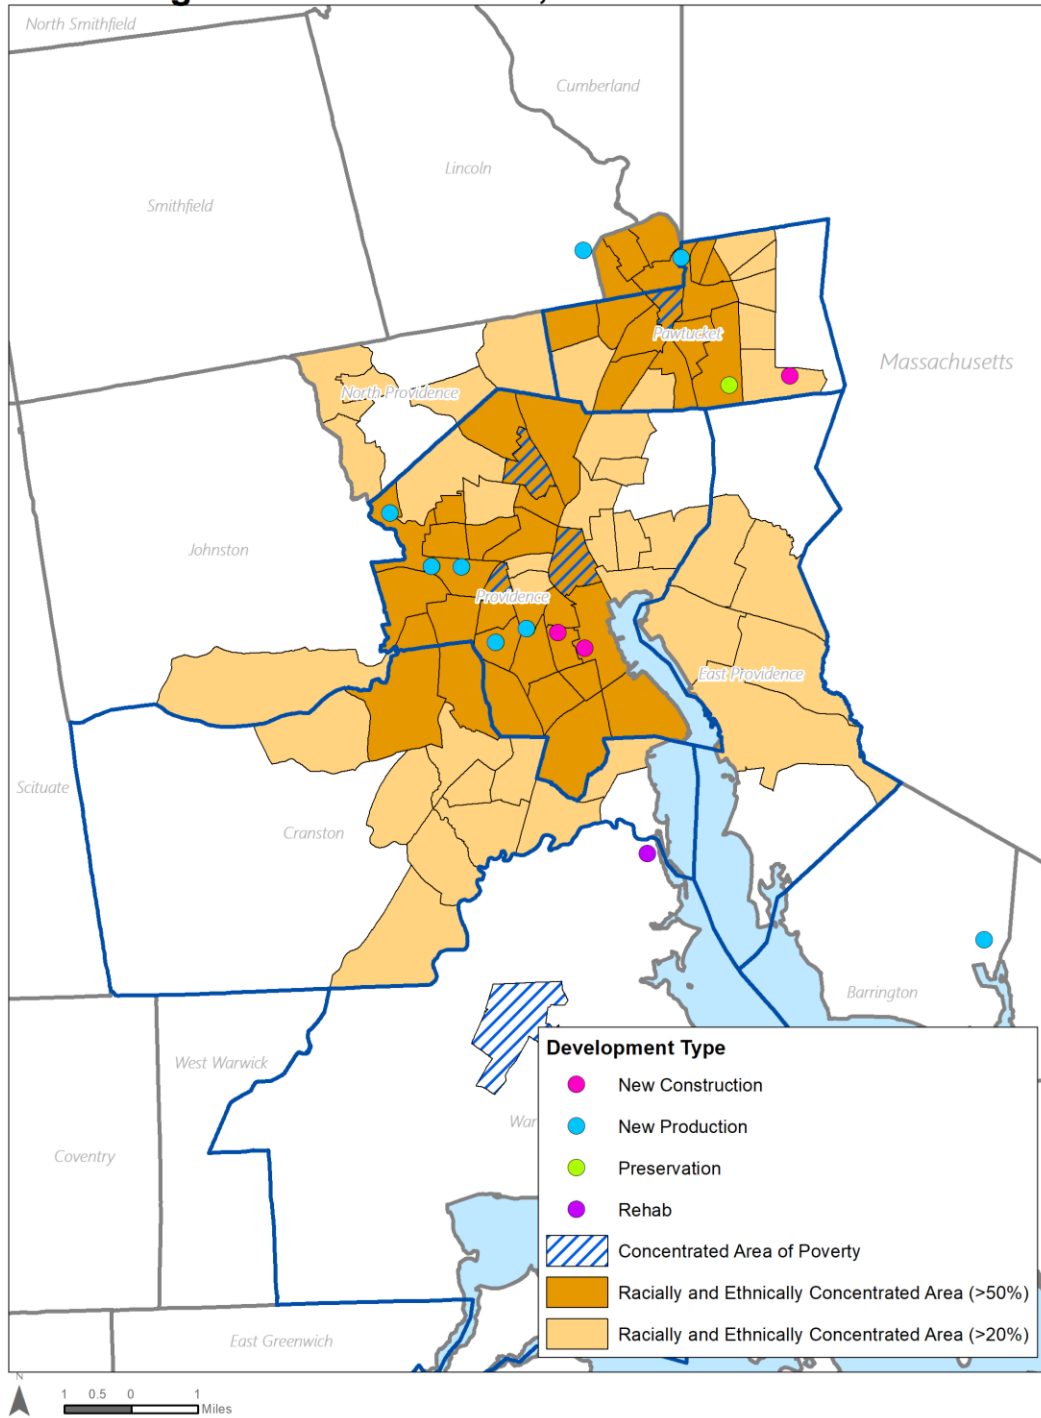 North Smithfield
Cumberland
Lincoln
Smithfield
Pawtucket
Massachusetts
North Providence
Johnston
Providence
East Providence
Scituate
Cranston
Barrington
West Warwick
War
Coventry
East Greenwich
Development Type
New Construction
New Production
Preservation
Rehab
Concentrated Area of Poverty
Racially and Ethnically Concentrated Area (>50%)
Racially and Ethnically Concentrated Area (>20%)
N
1 0.5 0 1
Miles